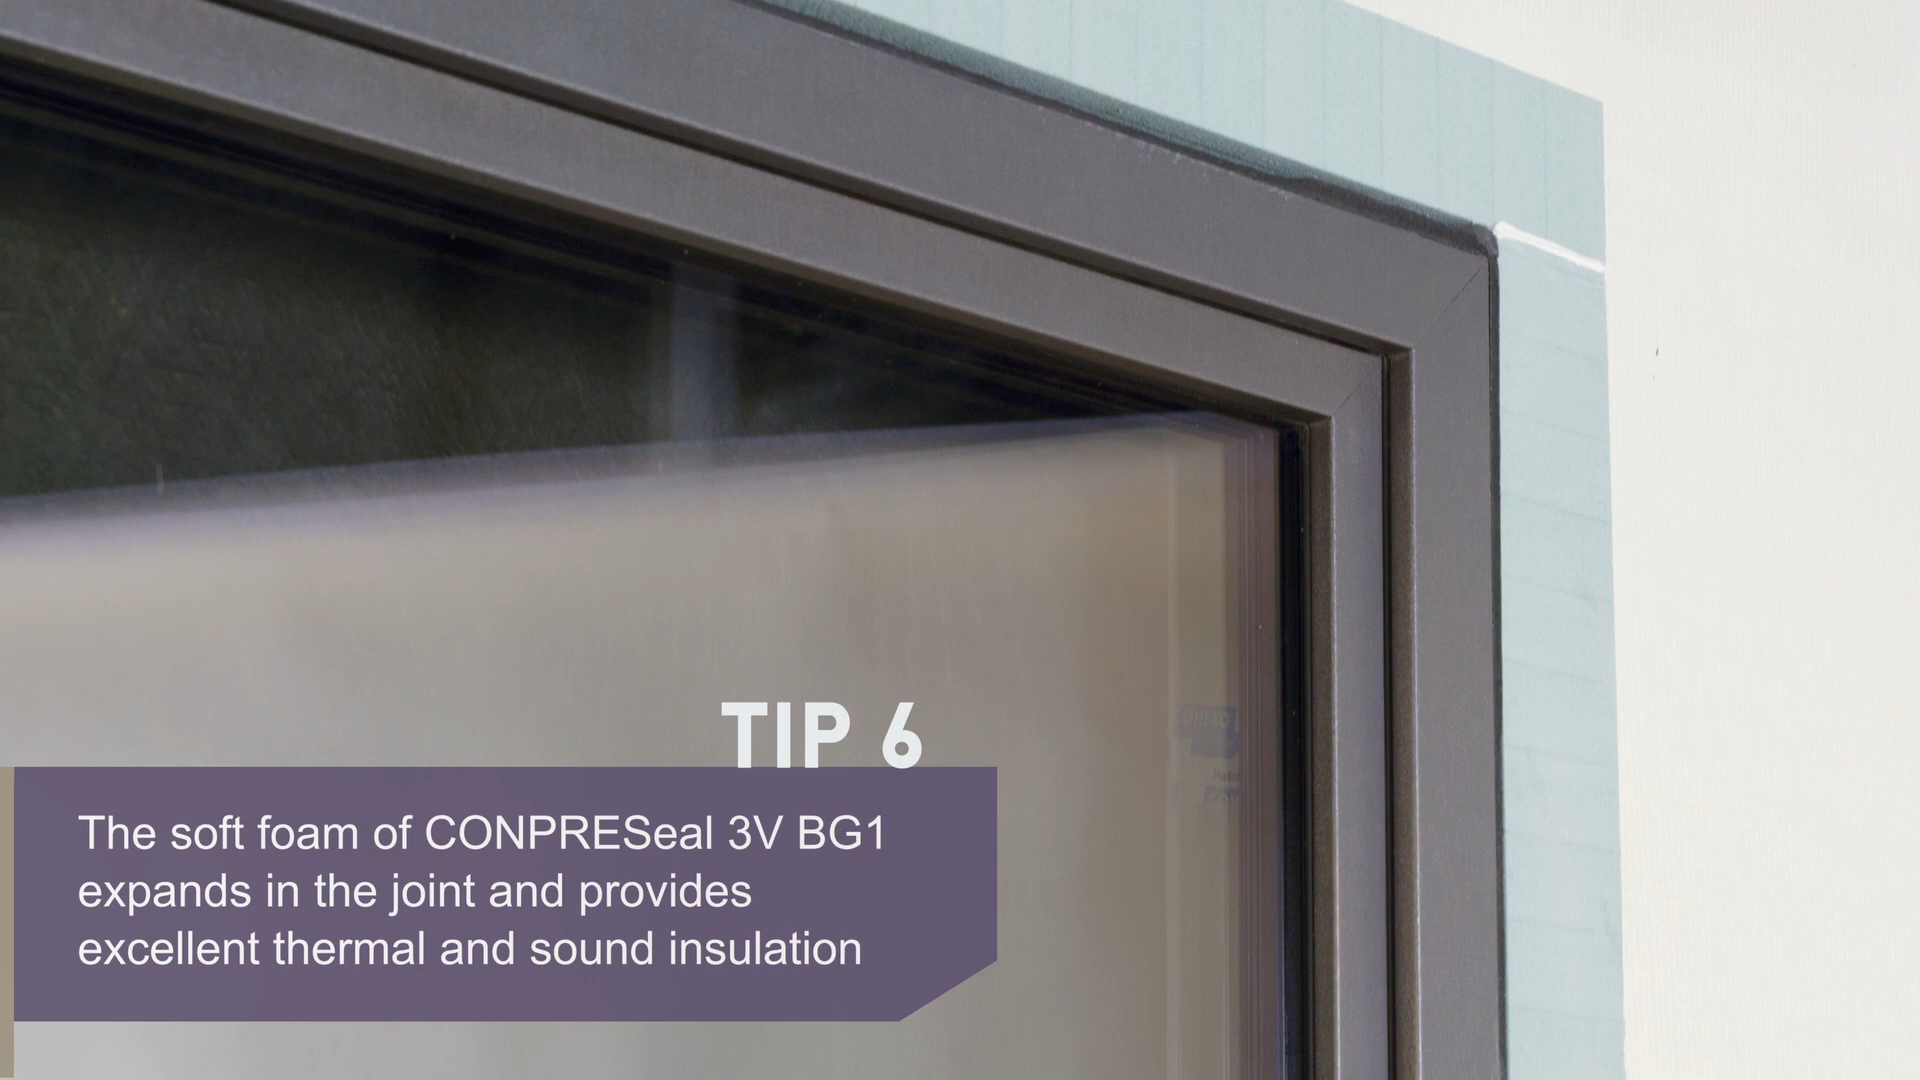 TIP 6
The soft foam of CONPRESeal 3V BG1
expands in the joint and provides
excellent thermal and sound insulation